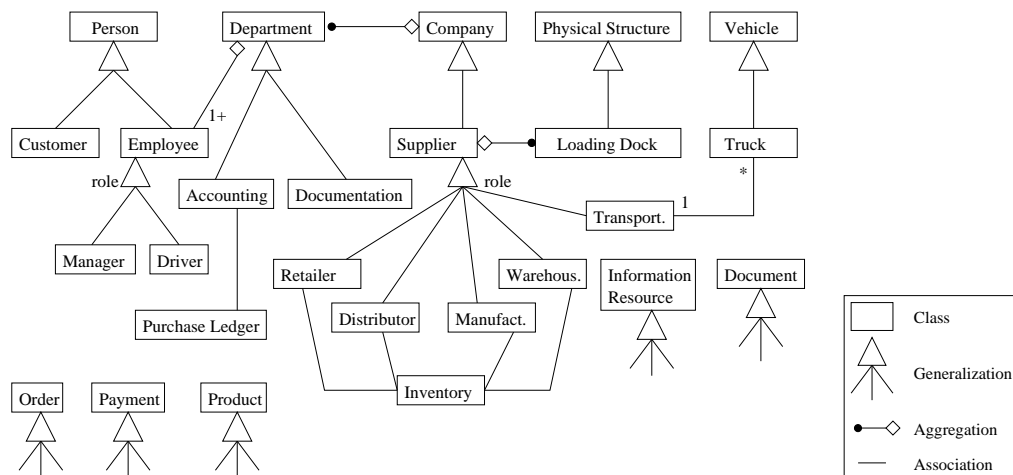 Person
Department
Company
Physical Structure
Vehicle
1+
Customer
Employee
Supplier
Loading Dock
Truck
role
role
*
Accounting
Documentation
Transport.
1
Manager
Driver
Retailer
Warehous.
Information
Resource
Document
Purchase Ledger
Distributor
Manufact.
Inventory
Order
Payment
Product
Class
Generalization
Aggregation
Association